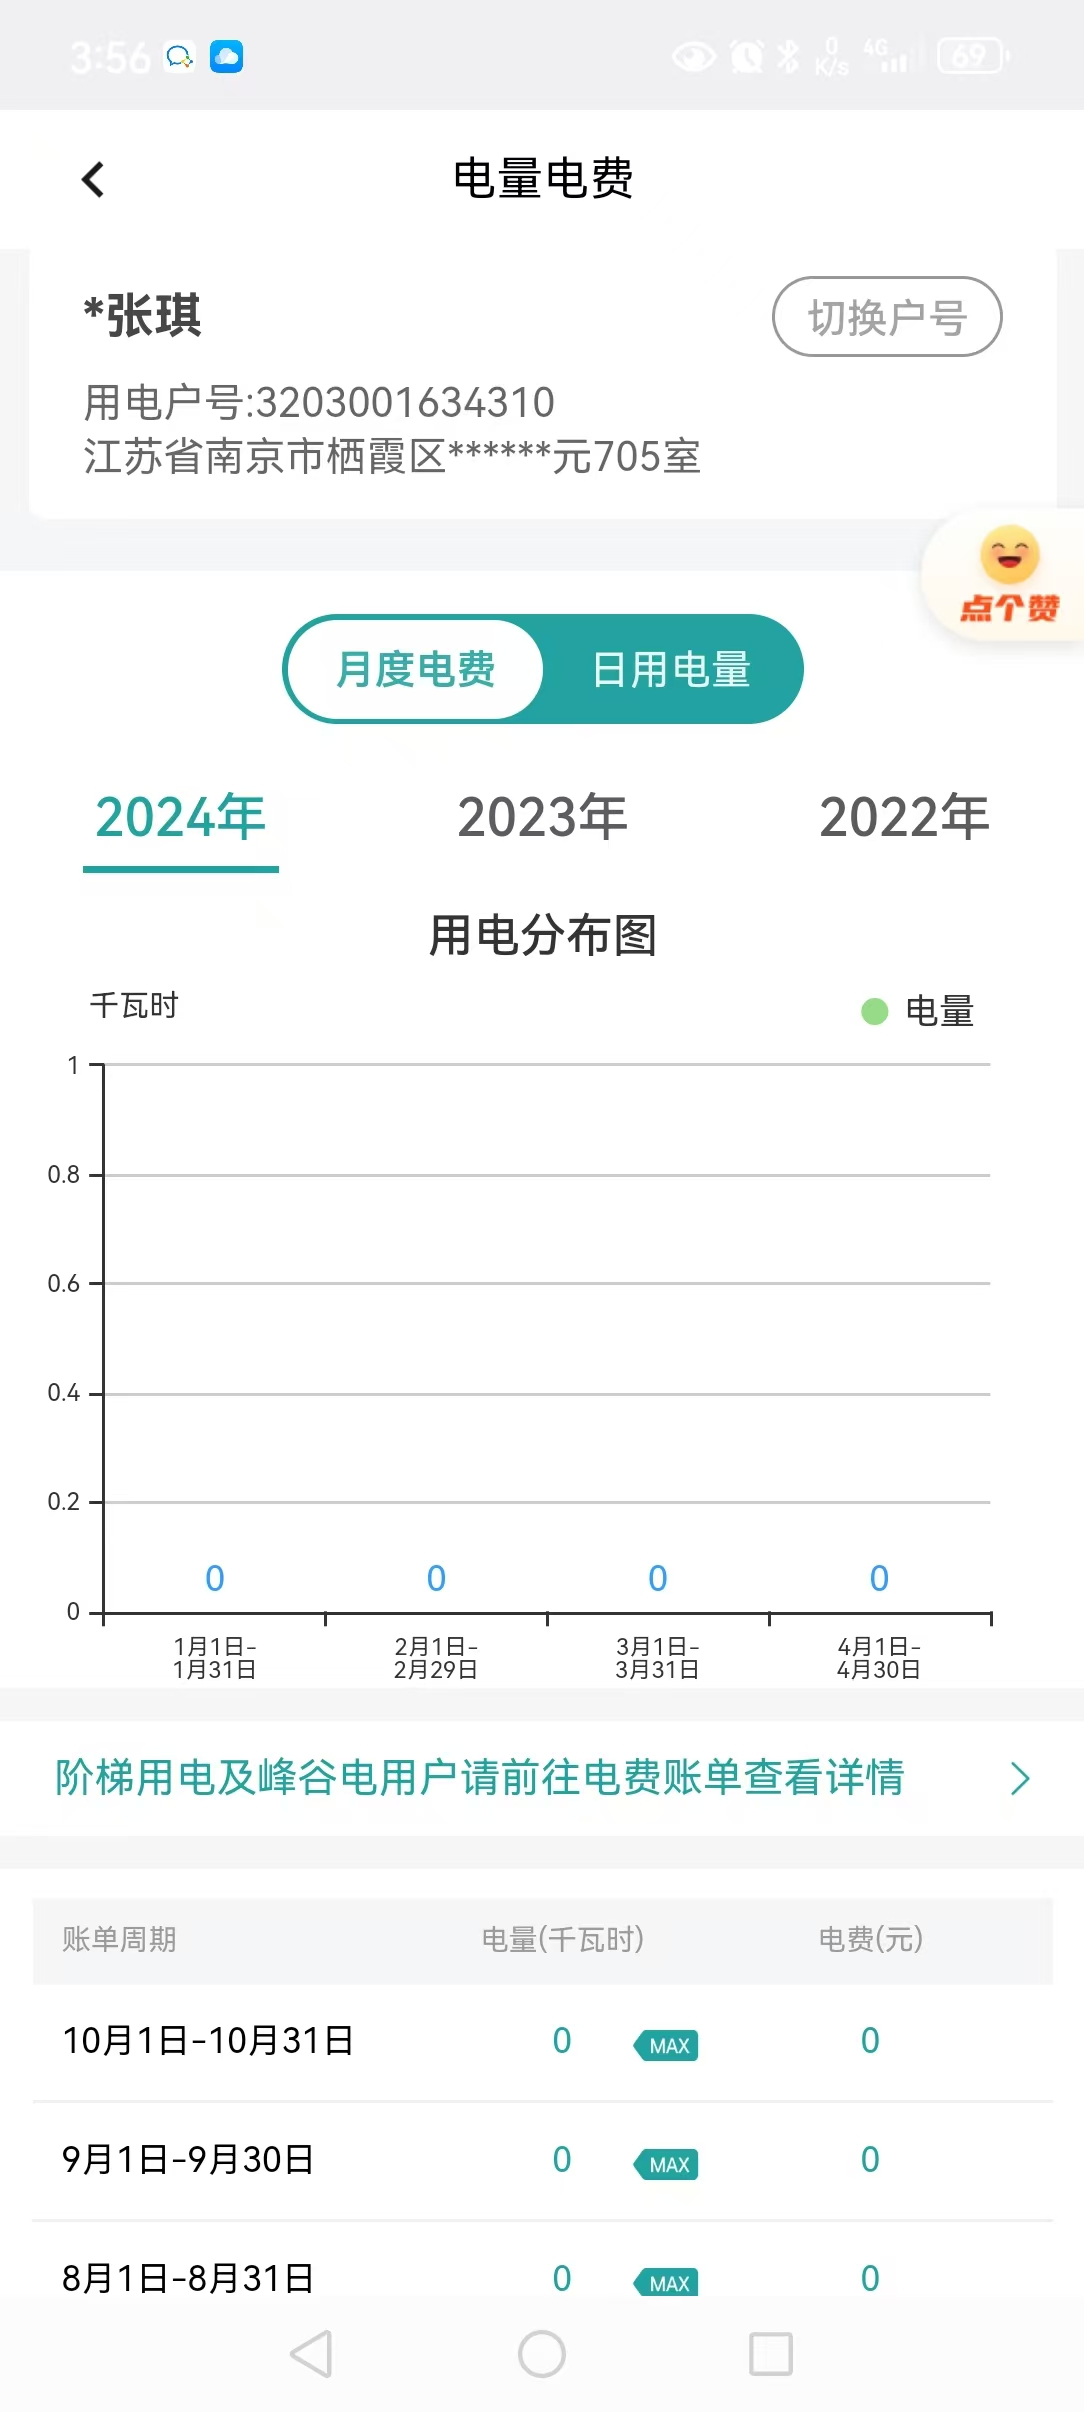 3:56
0
K/s
4G
69
电量电费
*张琪
切换户号
用电户号:3203001634310
江苏省南京市栖霞区******元705室
点个赞
月度电费
日用电量
2024年
2023年
2022年
用电分布图
千瓦时
电量
1
0.8
0.6
0.4
0.2
0
0
0
0
0
1月1日-
1月31日
2月1日-
2月29日
3月1日-
3月31日
4月1日-
4月30日
阶梯用电及峰谷电用户请前往电费账单查看详情
账单周期 电量(千瓦时) 电费(元)
10月1日-10月31日 0 MAX 0
9月1日-9月30日 0 MAX 0
8月1日-8月31日 0 MAX 0